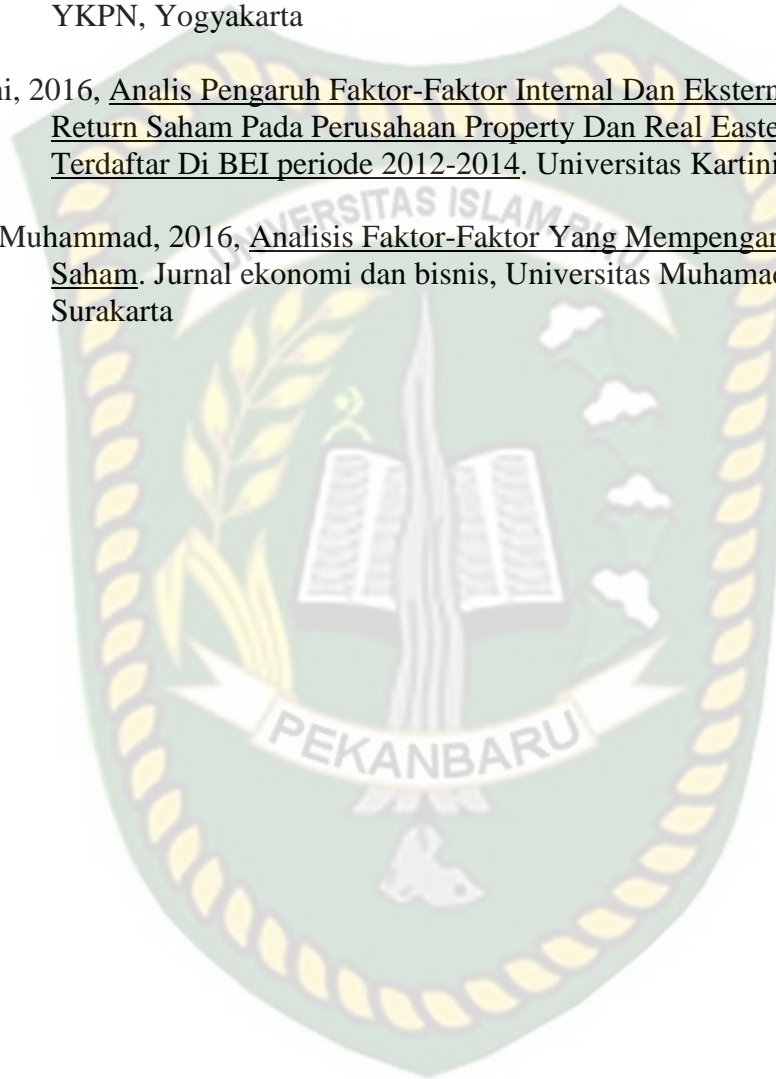 YKPN, Yogyakarta
ni, 2016, Analis Pengaruh Faktor-Faktor Internal Dan Ekstern
Return Saham Pada Perusahaan Property Dan Real Easte
Terdaftar Di BEI periode 2012-2014. Universitas Kartini
UNIVERSITAS ISLAM RIAU
Muhammad, 2016, Analisis Faktor-Faktor Yang Mempengar
Saham. Jurnal ekonomi dan bisnis, Universitas Muhamad
Surakarta
PEKANBARU